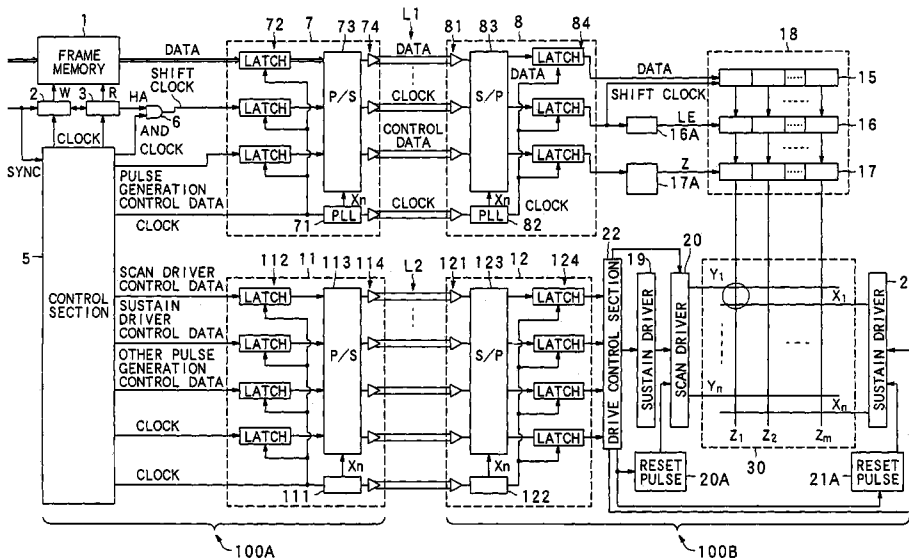 1 72 7 73 74 L1 81 83 8 84
18
FRAME MEMORY
DATA
LATCH
DATA
LATCH
DATA
15
SHIFT CLOCK
P/S
S/P
DATA
SHIFT CLOCK
2 W 3 R HA
6
AND
LATCH
CLOCK
LATCH
LE
16A
16
CLOCK
CLOCK
SYNC
LATCH
CONTROL DATA
LATCH
Z
17A
17
PULSE GENERATION CONTROL DATA
Xn
Xn
CLOCK
CLOCK
PLL
CLOCK
PLL
71
82
5
CONTROL SECTION
112 11 113 114 L2 121 123 12 124
22 19 20
SCAN DRIVER CONTROL DATA
LATCH
LATCH
Y1
X1
2
SUSTAIN DRIVER CONTROL DATA
LATCH
LATCH
P/S
S/P
DRIVE CONTROL SECTION
SUSTAIN DRIVER
SCAN DRIVER
SUSTAIN DRIVER
OTHER PULSE GENERATION CONTROL DATA
LATCH
LATCH
Yn
Xn
CLOCK
LATCH
LATCH
Z1 Z2 Zm
Xn
Xn
CLOCK
111
122
RESET PULSE
20A
30
RESET PULSE
21A
100A
100B